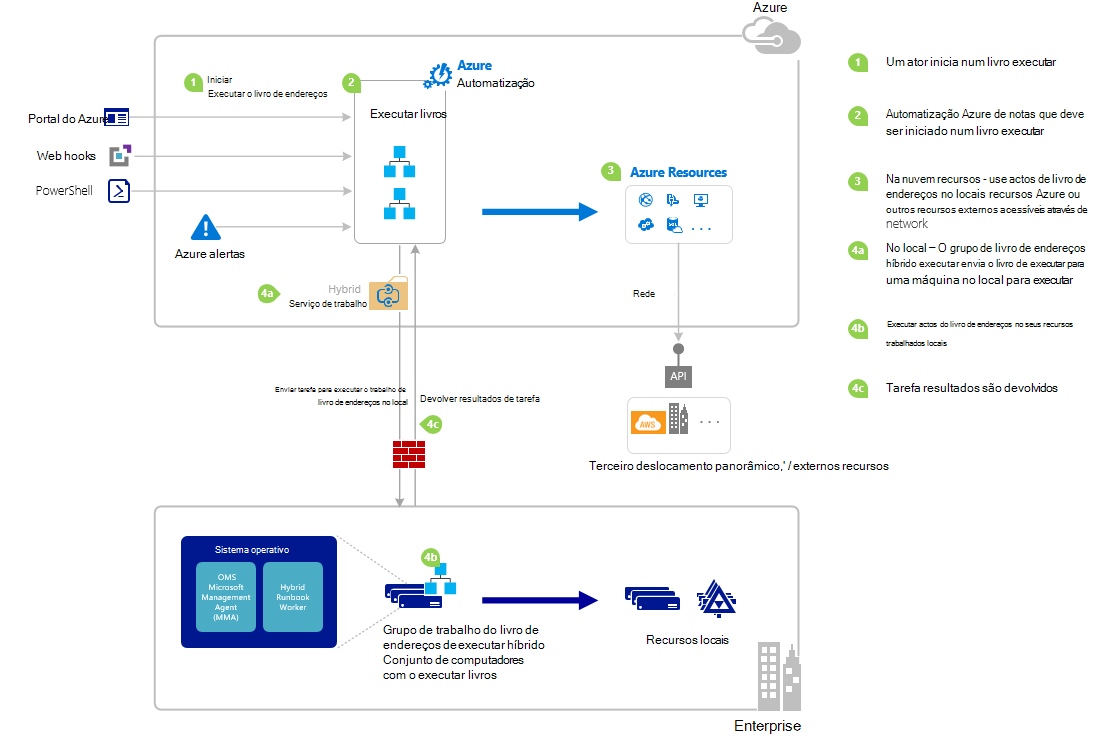 Azure
1
Iniciar
Executar o livro de endereços
2
Azure
Automatização
Executar livros
Portal do Azure
Web hooks
PowerShell
Azure alertas
3
Azure Resources
. . .
4a
Hybrid
Serviço de trabalho
Rede
Enviar tarefa para executar o trabalho de
livro de endereços no local
Devolver resultados de tarefa
4c
API
AWS
. . .
Terceiro deslocamento panorâmico,' / externos recursos
Sistema operativo
OMS
Microsoft
Management
Agent
(MMA)
Hybrid
Runbook
Worker
4b
Grupo de trabalho do livro de
endereços de executar híbrido
Conjunto de computadores
com o executar livros
Recursos locais
Enterprise
1
Um ator inicia num livro executar
2
Automatização Azure de notas que deve
ser iniciado num livro executar
3
Na nuvem recursos - use actos de livro de
endereços no locais recursos Azure ou
outros recursos externos acessíveis através de
network
4a
No local – O grupo de livro de endereços
híbrido executar envia o livro de executar para
uma máquina no local para executar
4b
Executar actos do livro de endereços no seus recursos
trabalhados locais
4c
Tarefa resultados são devolvidos